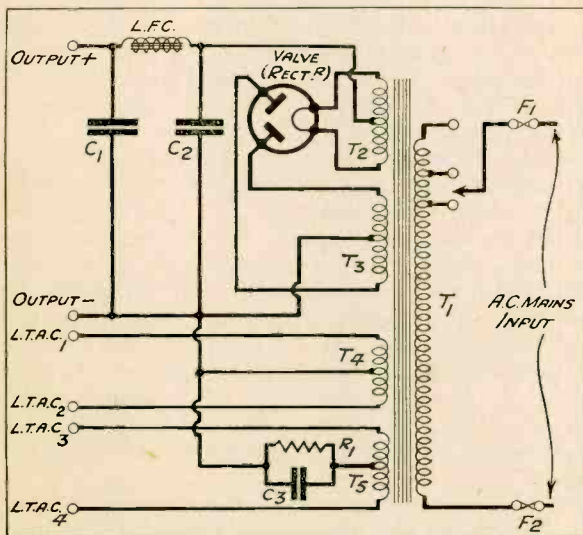 L.F.C.
OUTPUT+
VALVE
(RECT.R)
F1
C1
C2
T2
T3
T1
A.C. MAINS
INPUT
OUTPUT-
L.T.A.C.1
T4
L.T.A.C.2
L.T.A.C.3
R1
C3
T5
L.T.A.C.4
F2